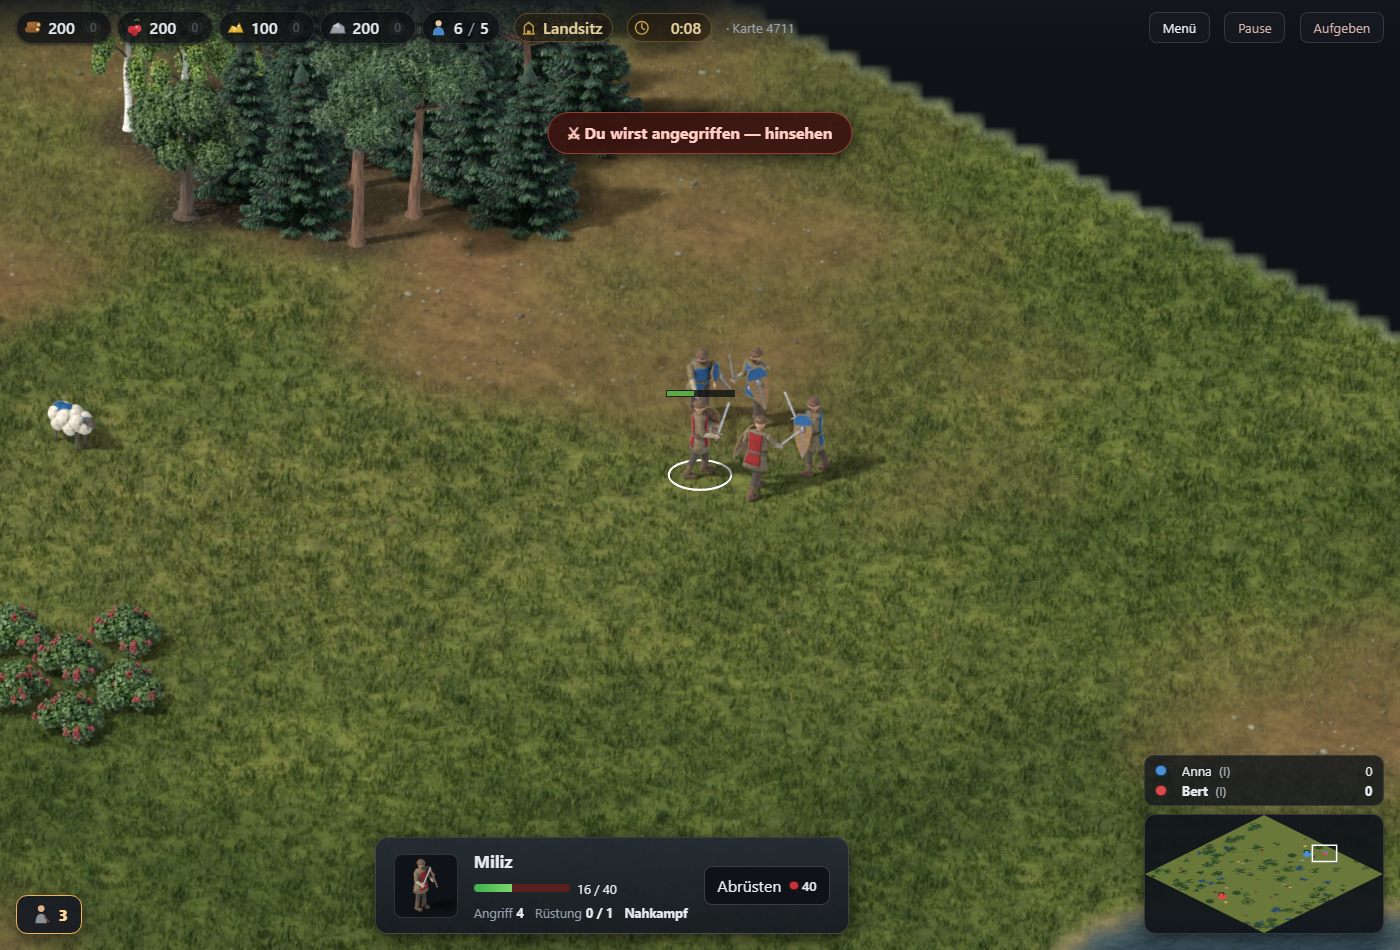 200 0 200 0 100 0 200 0 6 / 5 Landsitz 0:08 · Karte 4711 Menü Pause Aufgeben
⚔ Du wirst angegriffen — hinsehen
Anna (I) 0
Bert (I) 0
Miliz
16 / 40
Abrüsten 40
Angriff 4 Rüstung 0 / 1 Nahkampf
3